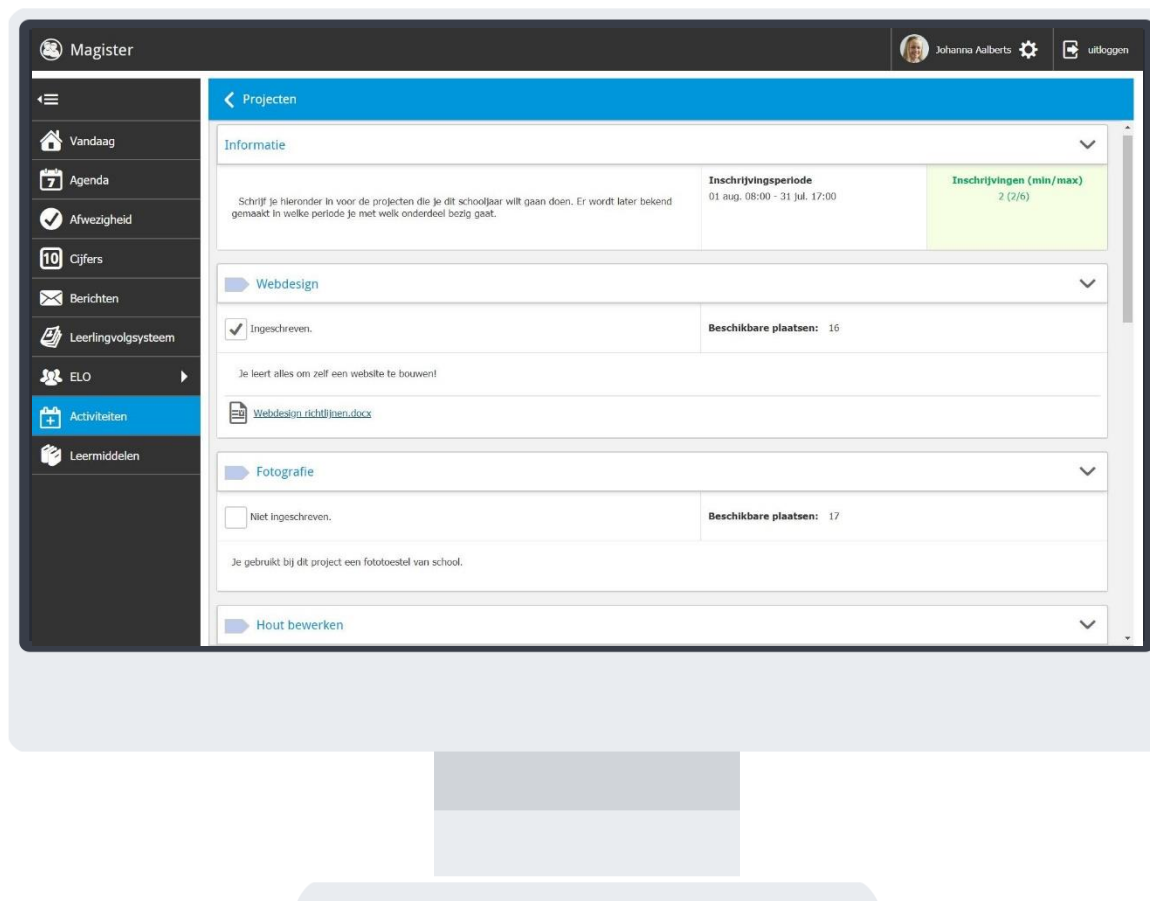 Magister
Johanna Aalberts
uitloggen
Projecten
Vandaag
7 Agenda
Afwezigheid
10 Cijfers
Berichten
Leerlingvolgsysteem
ELO
Activiteiten
Leermiddelen
Informatie
Schrijf je hieronder in voor de projecten die je dit schooljaar wilt gaan doen. Er wordt later bekend
gemaakt in welke periode je met welk onderdeel bezig gaat.
Inschrijvingsperiode
01 aug. 08:00 - 31 jul. 17:00
Inschrijvingen (min/max)
2 (2/6)
Webdesign
Ingeschreven.
Beschikbare plaatsen: 16
Je leert alles om zelf een website te bouwen!
Webdesign richtlijnen.docx
Fotografie
Niet ingeschreven.
Beschikbare plaatsen: 17
Je gebruikt bij dit project een fototoestel van school.
Hout bewerken